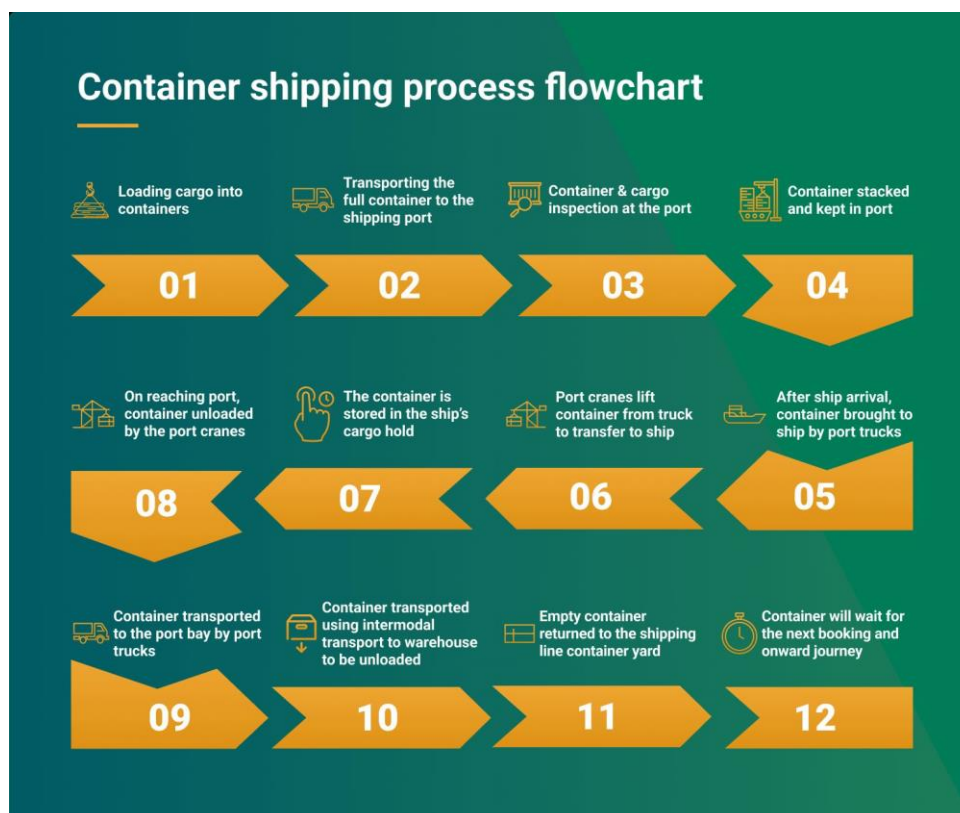 Container shipping process flowchart
Loading cargo into
containers
Transporting the
full container to the
shipping port
Container & cargo
inspection at the port
Container stacked
and kept in port
01
02
03
04
On reaching port,
container unloaded
by the port cranes
The container is
stored in the ship's
cargo hold
Port cranes lift
container from truck
to transfer to ship
After ship arrival,
container brought to
ship by port trucks
08
07
06
05
Container transported
to the port bay by port
trucks
Container transported
using intermodal
transport to warehouse
to be unloaded
Empty container
returned to the shipping
line container yard
Container will wait for
the next booking and
onward journey
09
10
11
12